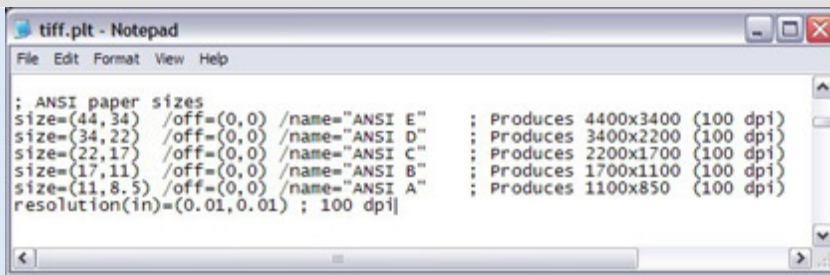 tiff.plt - Notepad
File Edit Format View Help
; ANSI paper sizes
size=(44,34) /off=(0,0) /name="ANSI E" ; Produces 4400x3400 (100 dpi)
size=(34,22) /off=(0,0) /name="ANSI D" ; Produces 3400x2200 (100 dpi)
size=(22,17) /off=(0,0) /name="ANSI C" ; Produces 2200x1700 (100 dpi)
size=(17,11) /off=(0,0) /name="ANSI B" ; Produces 1700x1100 (100 dpi)
size=(11,8.5) /off=(0,0) /name="ANSI A" ; Produces 1100x850 (100 dpi)
resolution(in)=(0.01,0.01) ; 100 dpi